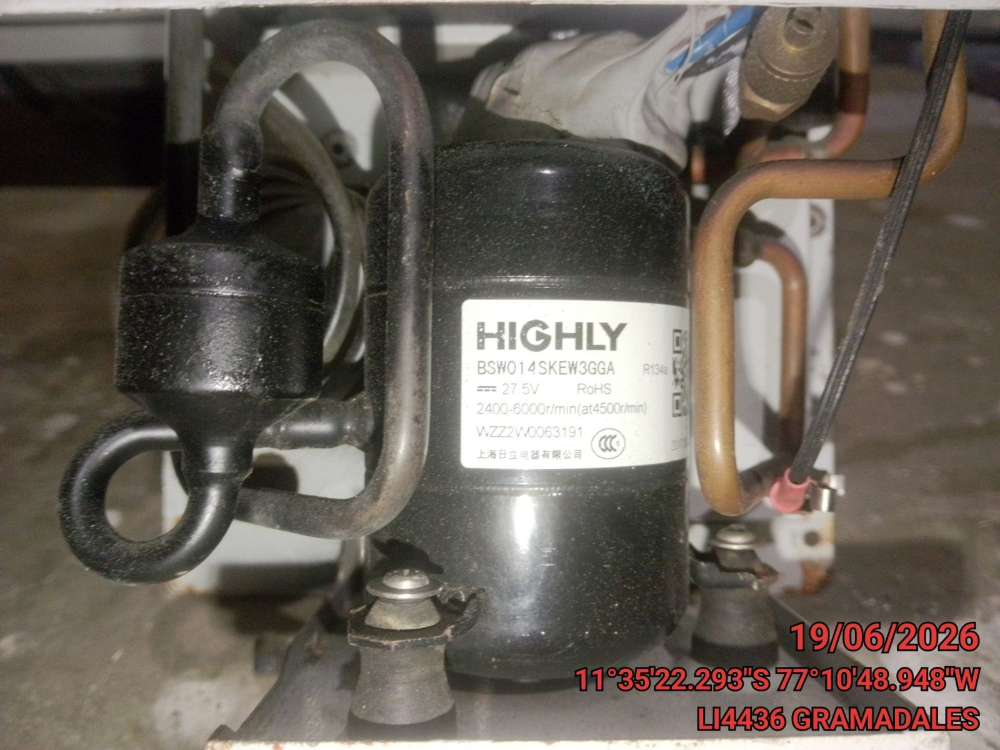 HIGHLY
BSW014SKEW3GGA R134a
27.5V RoHS
2400-6000r/min(at4500r/min)
WZZ2W0063191
CCC S
上海日立电器有限公司
19/06/2026
11°35'22.293"S 77°10'48.948"W
LI4436 GRAMADALES